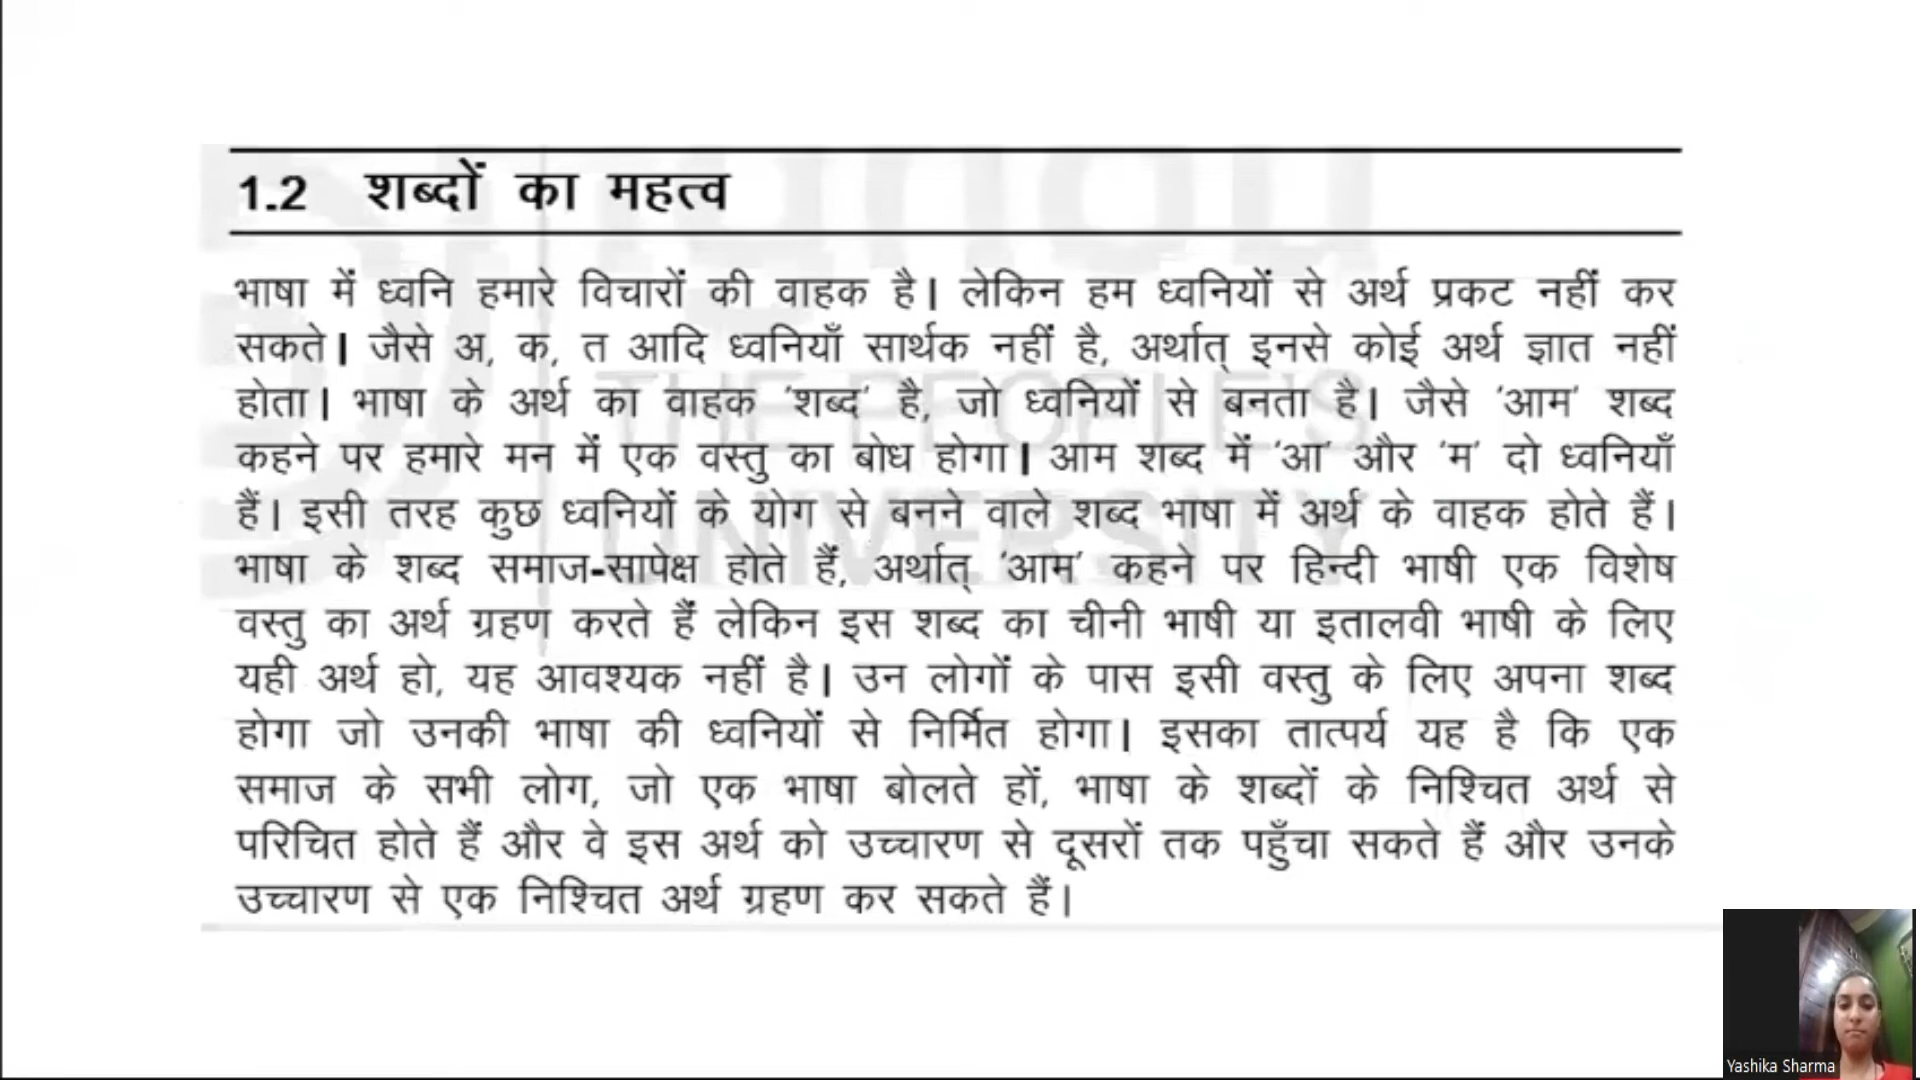 1.2 शब्दों का महत्व
भाषा में ध्वनि हमारे विचारों की वाहक है। लेकिन हम ध्वनियों से अर्थ प्रकट नहीं कर
सकते। जैसे अ, क, त आदि ध्वनियाँ सार्थक नहीं है, अर्थात् इनसे कोई अर्थ ज्ञात नहीं
होता। भाषा के अर्थ का वाहक 'शब्द' है, जो ध्वनियों से बनता है। जैसे 'आम' शब्द
कहने पर हमारे मन में एक वस्तु का बोध होगा। आम शब्द में 'आ' और 'म' दो ध्वनियाँ
हैं। इसी तरह कुछ ध्वनियों के योग से बनने वाले शब्द भाषा में अर्थ के वाहक होते हैं।
भाषा के शब्द समाज-सापेक्ष होते हैं, अर्थात् 'आम' कहने पर हिन्दी भाषी एक विशेष
वस्तु का अर्थ ग्रहण करते हैं लेकिन इस शब्द का चीनी भाषी या इतालवी भाषी के लिए
यही अर्थ हो, यह आवश्यक नहीं है। उन लोगों के पास इसी वस्तु के लिए अपना शब्द
होगा जो उनकी भाषा की ध्वनियों से निर्मित होगा। इसका तात्पर्य यह है कि एक
समाज के सभी लोग, जो एक भाषा बोलते हों, भाषा के शब्दों के निश्चित अर्थ से
परिचित होते हैं और वे इस अर्थ को उच्चारण से दूसरों तक पहुँचा सकते हैं और उनके
उच्चारण से एक निश्चित अर्थ ग्रहण कर सकते हैं।
ignou
THE PEOPLE'S
UNIVERSITY
Yashika Sharma